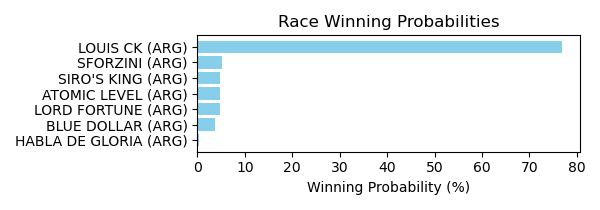 Race Winning Probabilities
LOUIS CK (ARG)
SFORZINI (ARG)
SIRO'S KING (ARG)
ATOMIC LEVEL (ARG)
LORD FORTUNE (ARG)
BLUE DOLLAR (ARG)
HABLA DE GLORIA (ARG)
0 10 20 30 40 50 60 70 80
Winning Probability (%)